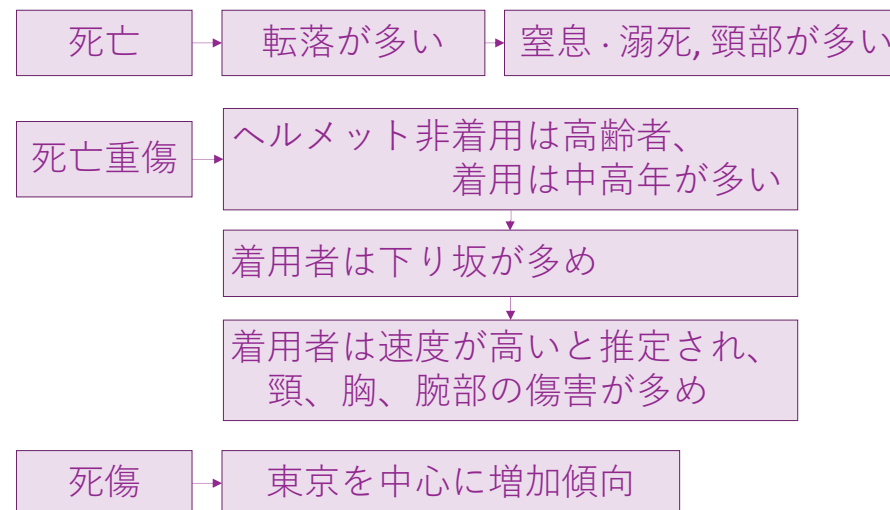 死亡
転落が多い
窒息・溺死, 頸部が多い
死亡重傷
ヘルメット非着用は高齢者、
着用は中高年が多い
着用者は下り坂が多め
着用者は速度が高いと推定され、
頸、胸、腕部の傷害が多め
死傷
東京を中心に増加傾向